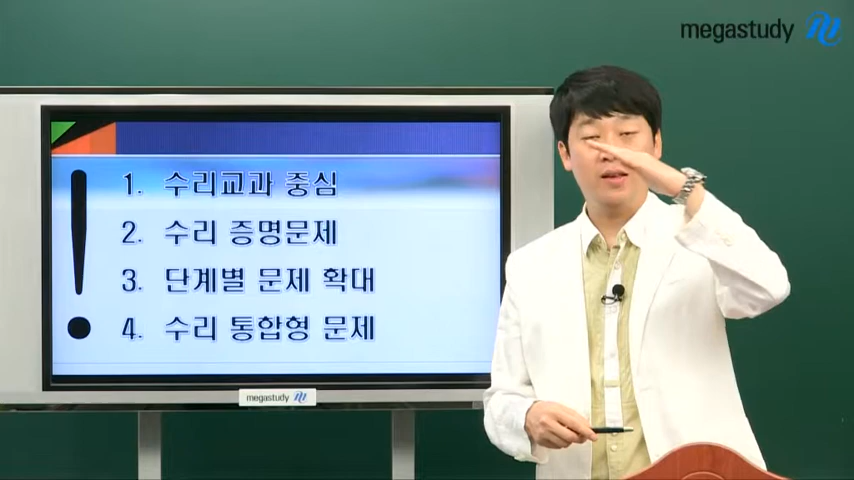 megastudy
1. 수리교과 중심
2. 수리 증명문제
3. 단계별 문제 확대
4. 수리 통합형 문제
megastudy